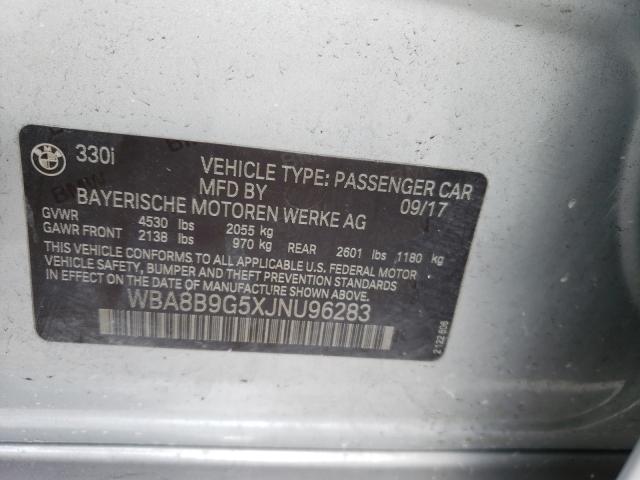 BMW 330i
VEHICLE TYPE: PASSENGER CAR
MFD BY 09/17
BAYERISCHE MOTOREN WERKE AG
GVWR 4530 lbs 2055 kg
GAWR FRONT 2138 lbs 970 kg REAR 2601 lbs 1180 kg
THIS VEHICLE CONFORMS TO ALL APPLICABLE U.S. FEDERAL MOTOR
VEHICLE SAFETY, BUMPER AND THEFT PREVENTION STANDARDS
IN EFFECT ON THE DATE OF MANUFACTURE SHOWN ABOVE
WBA8B9G5XJNU96283